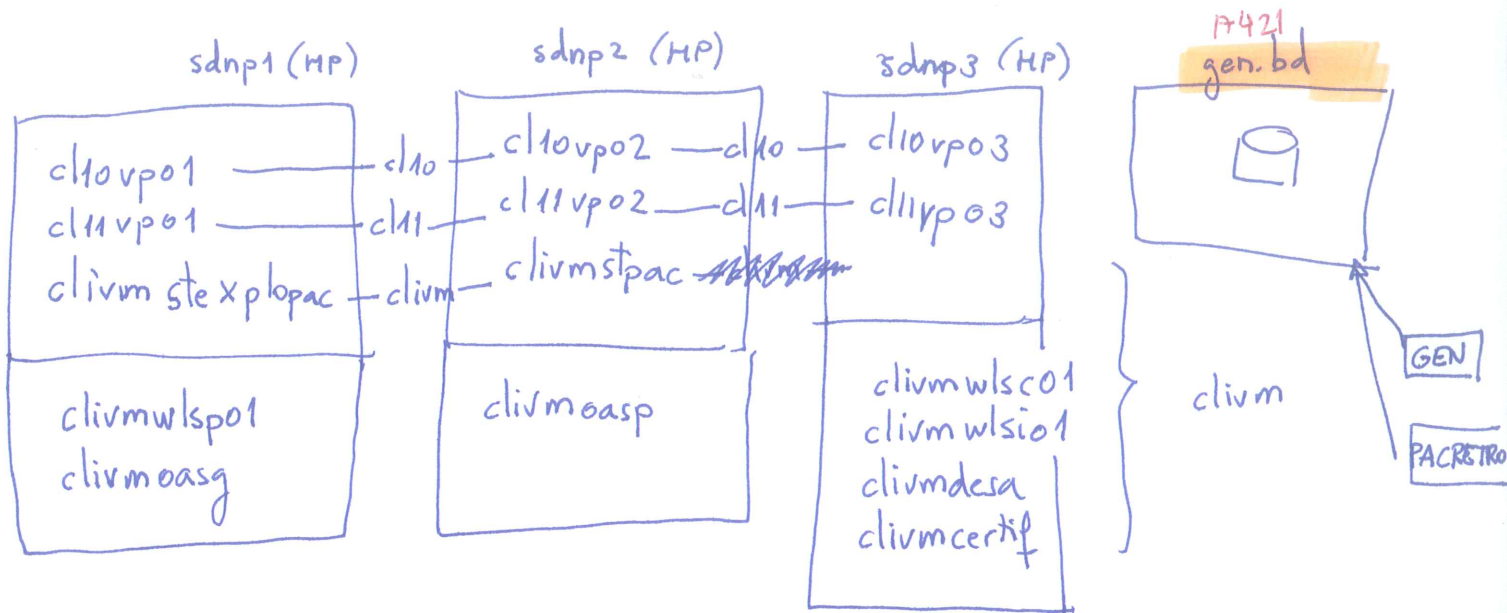 sdnp1 (HP)
cl10vp01
cl11vp01
clivm stexplopac
clivmwlsp01
clivmoasg
cl10
cl11
clivm
sdnp2 (HP)
cl10vp02
cl11vp02
clivmstpac
clivmoasp
cl10
cl11
sdnp3 (HP)
cl10vp03
cl11vp03
clivmwlsc01
clivmwlsi01
clivmdesa
clivmcertif
clivm
17421
gen.bd
GEN
PACRETRO